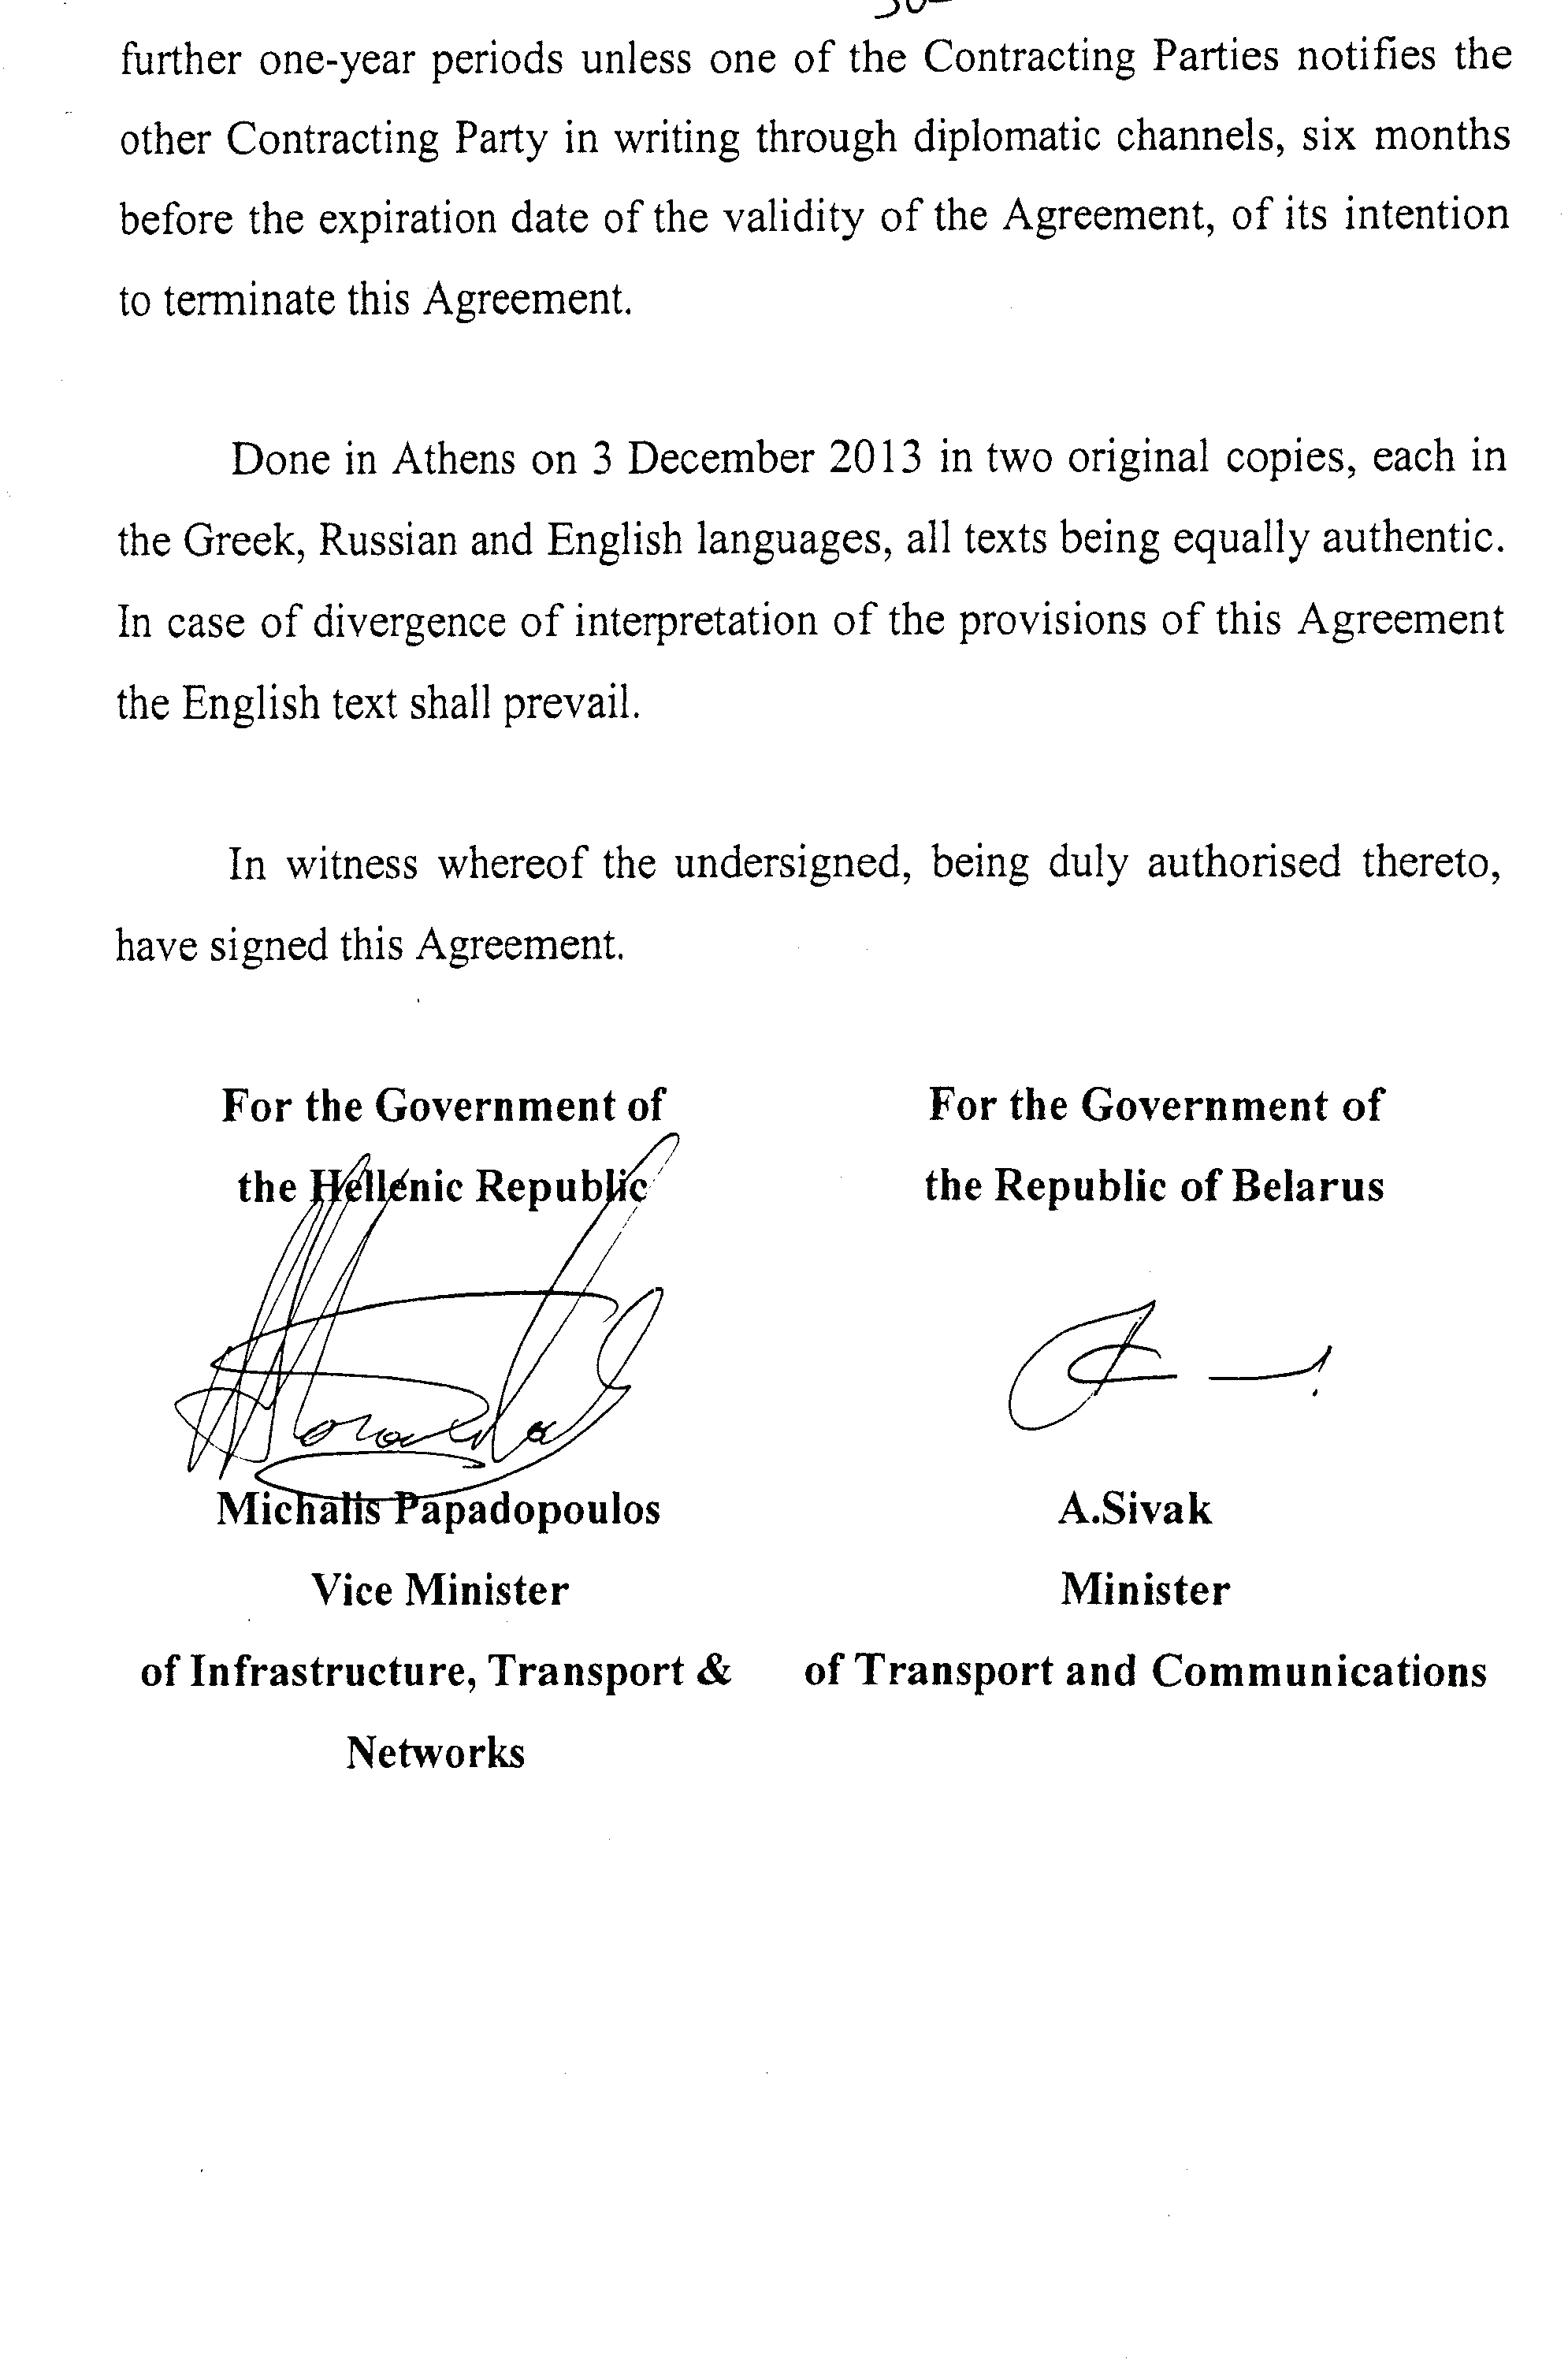 further one-year periods unless one of the Contracting Parties notifies the
other Contracting Party in writing through diplomatic channels, six months
before the expiration date of the validity of the Agreement, of its intention
to terminate this Agreement.
Done in Athens on 3 December 2013 in two original copies, each in
the Greek, Russian and English languages, all texts being equally authentic.
In case of divergence of interpretation of the provisions of this Agreement
the English text shall prevail.
In witness whereof the undersigned, being duly authorised thereto,
have signed this Agreement.
For the Government of
the Hellenic Republic
Michalis Papadopoulos
Vice Minister
of Infrastructure, Transport &
Networks
For the Government of
the Republic of Belarus
A.Sivak
Minister
of Transport and Communications